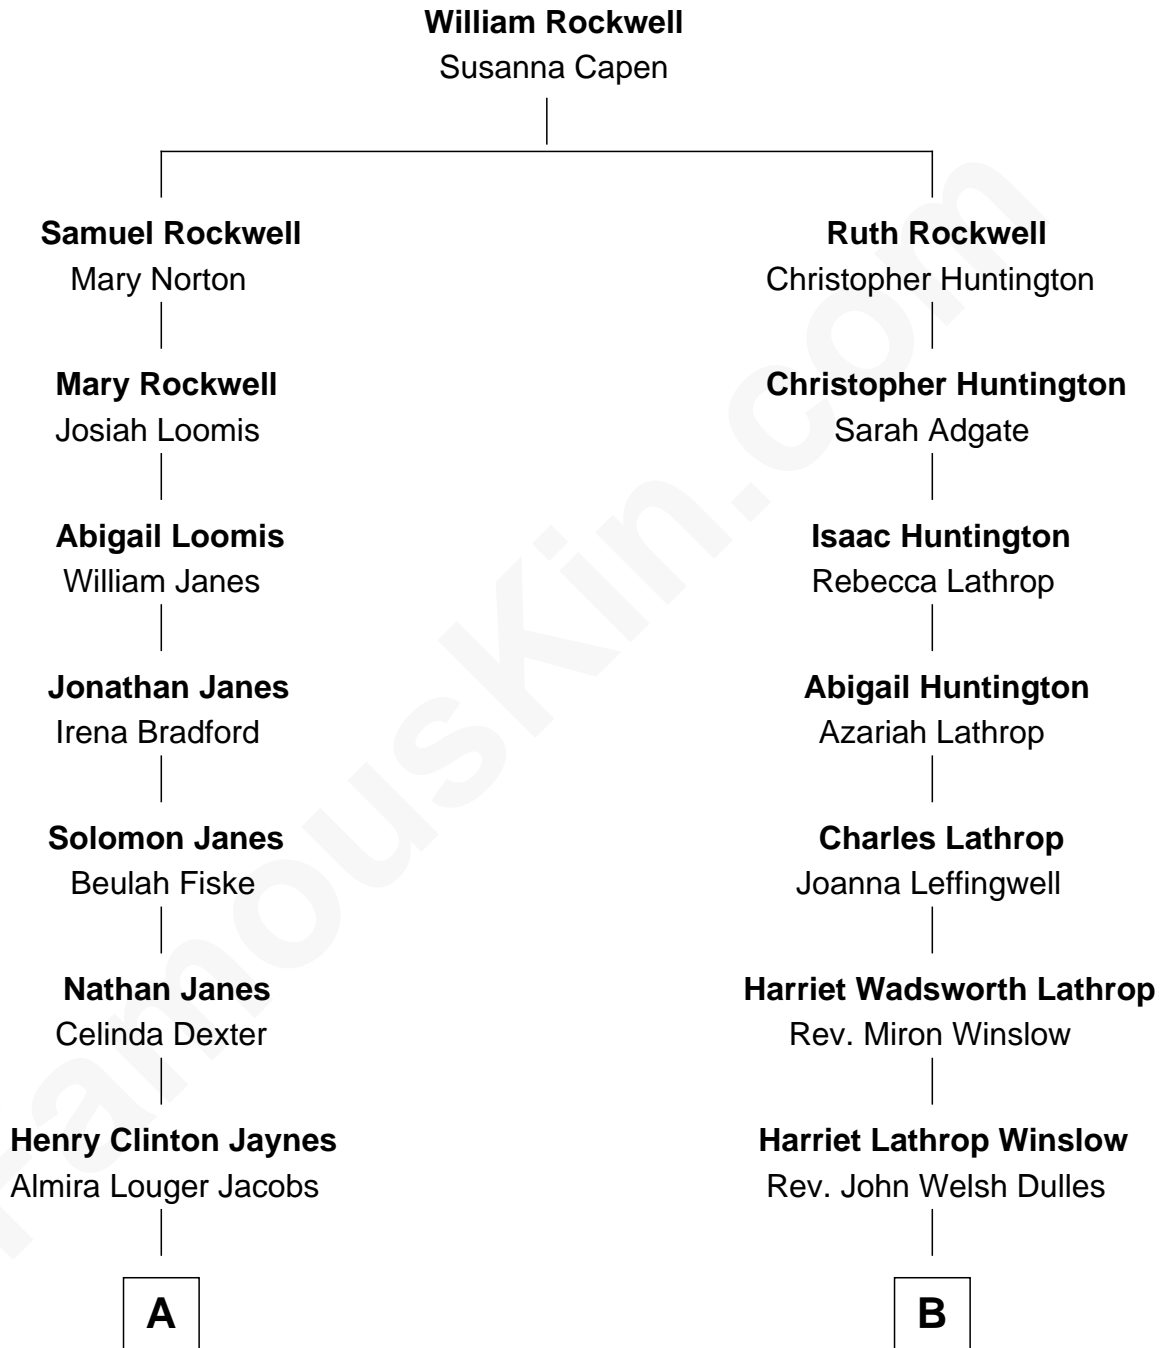 William Rockwell
Susanna Capen
Samuel Rockwell
Mary Norton
Ruth Rockwell
Christopher Huntington
Mary Rockwell
Josiah Loomis
Christopher Huntington
Sarah Adgate
Abigail Loomis
William Janes
Isaac Huntington
Rebecca Lathrop
Jonathan Janes
Irena Bradford
Abigail Huntington
Azariah Lathrop
Solomon Janes
Beulah Fiske
Charles Lathrop
Joanna Leffingwell
Nathan Janes
Celinda Dexter
Harriet Wadsworth Lathrop
Rev. Miron Winslow
Henry Clinton Jaynes
Almira Louger Jacobs
Harriet Lathrop Winslow
Rev. John Welsh Dulles
A
B
FamousKin.com